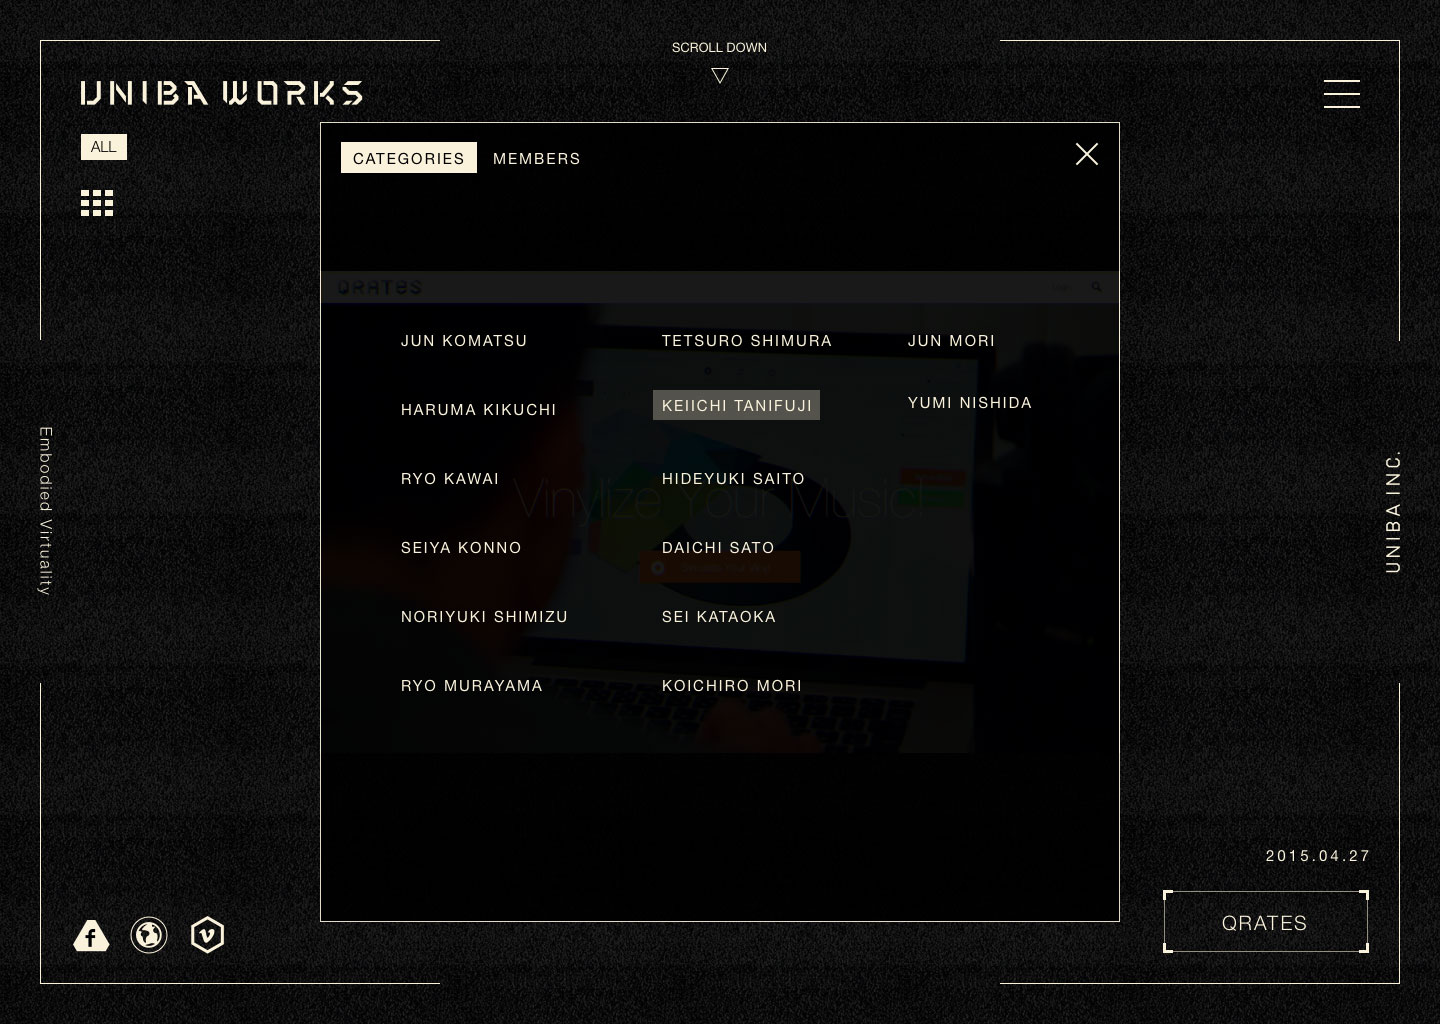 SCROLL DOWN
UNIBA WORKS
ALL
CATEGORIES MEMBERS
QRATES
JUN KOMATSU
HARUMA KIKUCHI
RYO KAWAI
SEIYA KONNO
NORIYUKI SHIMIZU
RYO MURAYAMA
TETSURO SHIMURA
KEIICHI TANIFUJI
HIDEYUKI SAITO
DAICHI SATO
SEI KATAOKA
KOICHIRO MORI
JUN MORI
YUMI NISHIDA
Vinylize Your Music!
Embodied Virtuality
UNIBA INC.
2015.04.27
QRATES